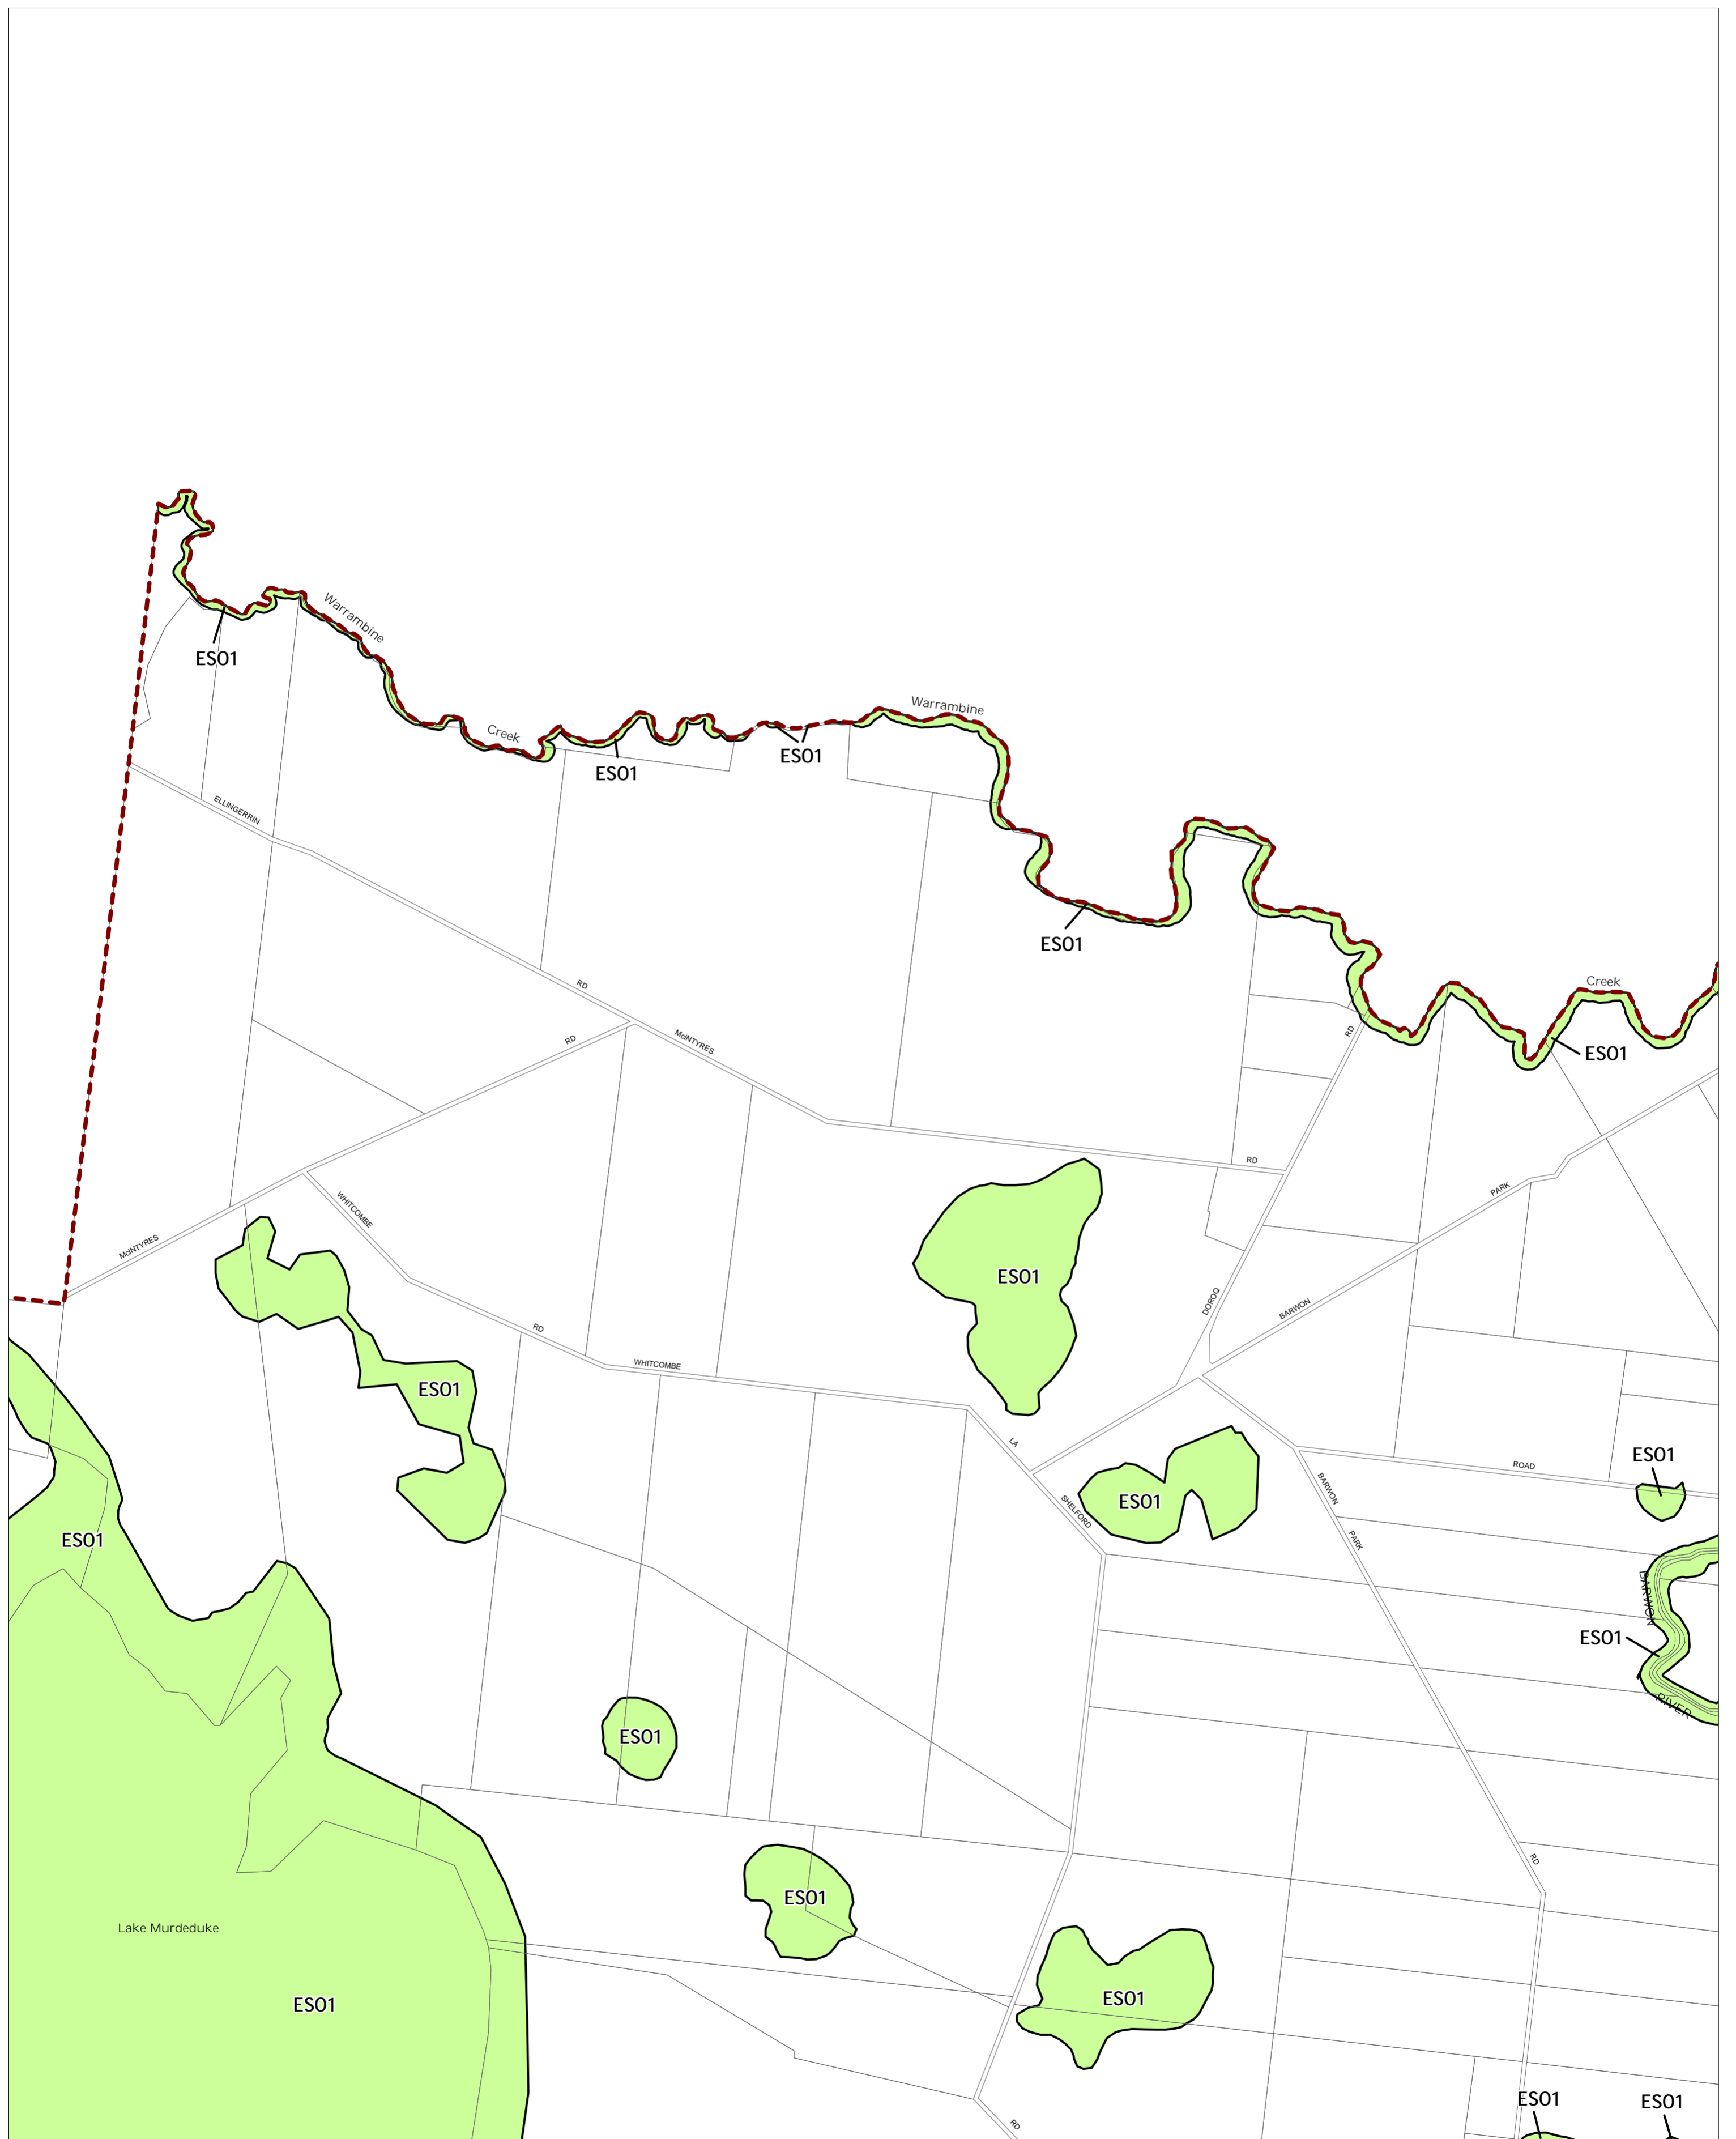 Warrambine
ESO1
Warrambine
Creek
ESO1
ESO1
ELLINGERRIN
ESO1
RD
Creek
RD
McINTYRES
RD
ESO1
RD
PARK
WHITCOMBE
McINTYRES
ESO1
DOROQ
BARWON
RD
WHITCOMBE
ESO1
LA
ESO1
ROAD
BARWON
ESO1
SHELFORD
PARK
ESO1
BARWON
ESO1
RIVER
ESO1
RD
ESO1
Lake Murdeduke
ESO1
ESO1
ESO1
ESO1
RD